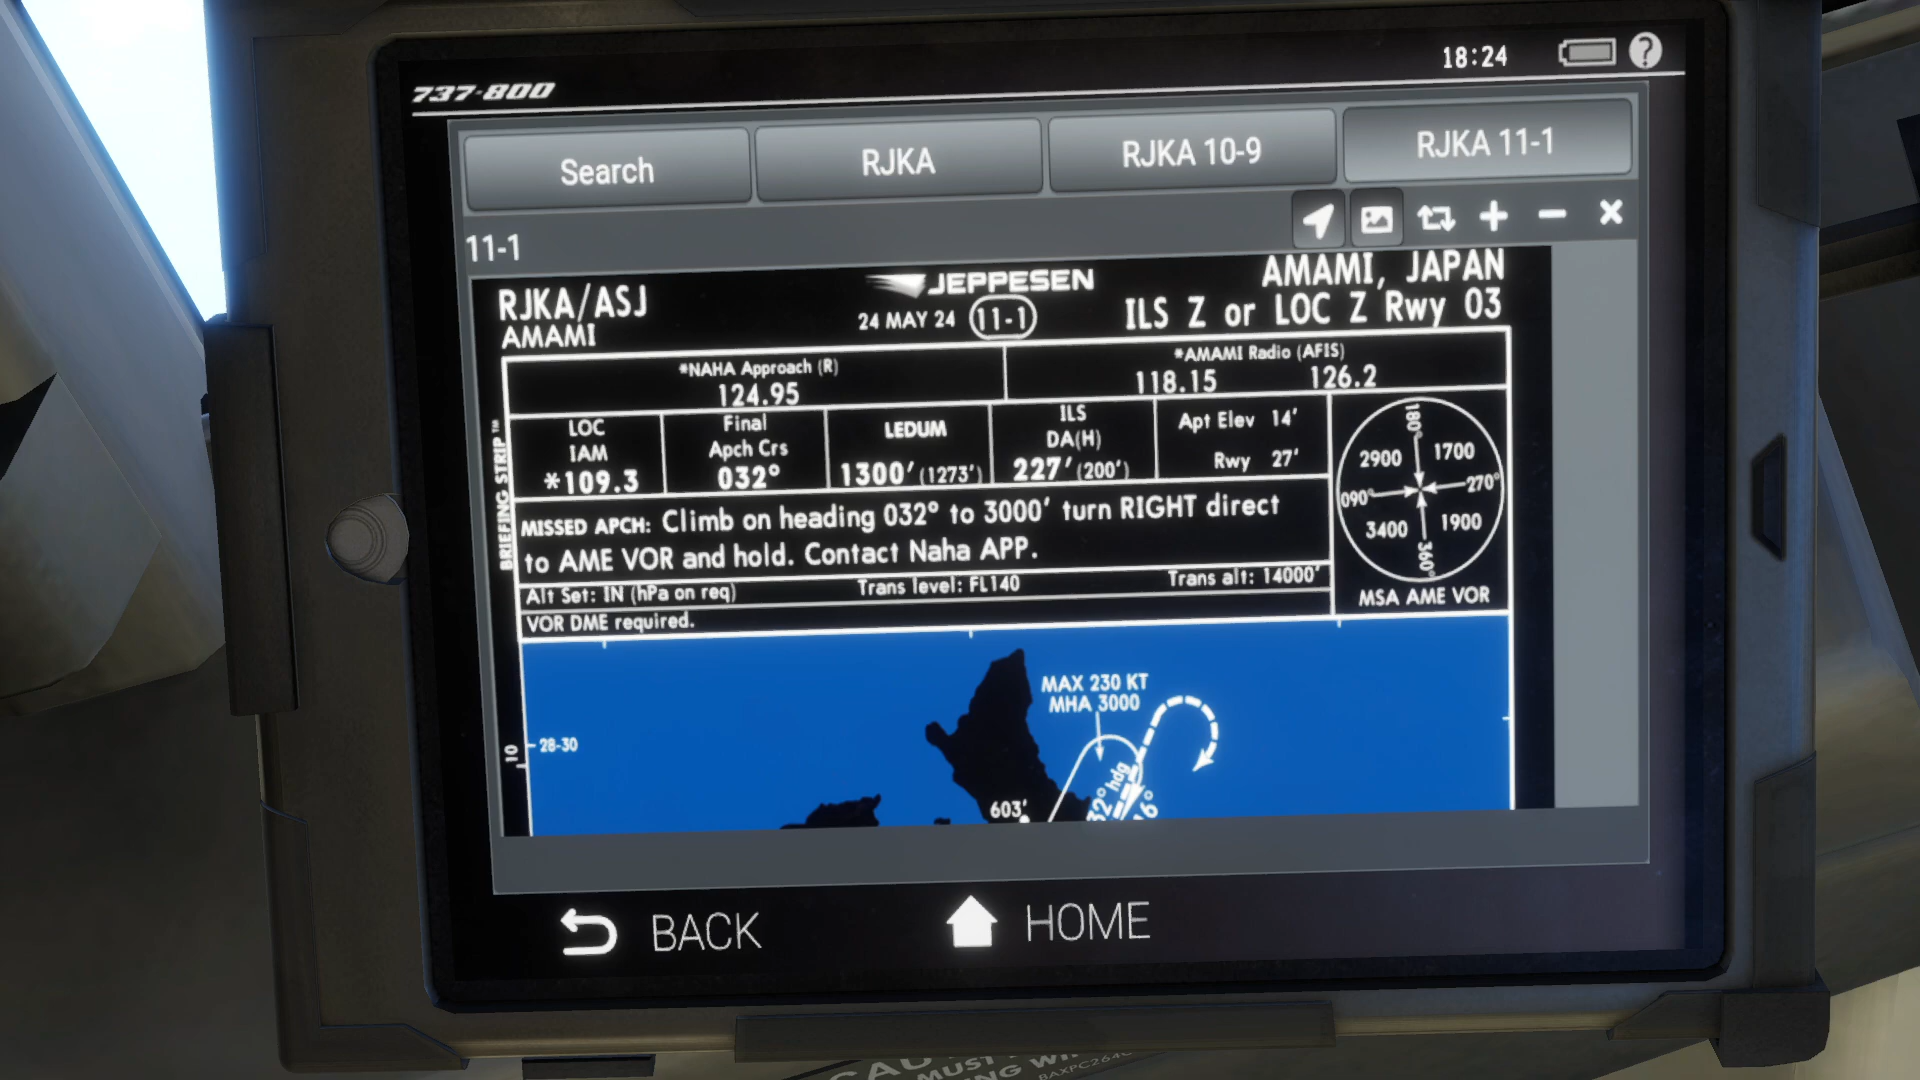 18:24
737-800
Search
RJKA
RJKA 10-9
RJKA 11-1
11-1
RJKA/ASJ
AMAMI
JEPPESEN
24 MAY 24 11-1
AMAMI, JAPAN
ILS Z or LOC Z Rwy 03
BRIEFING STRIP™
*NAHA Approach (R)
124.95
*AMAMI Radio (AFIS)
118.15 126.2
LOC
IAM
*109.3
Final
Apch Crs
032°
LEDUM
1300' (1273')
ILS
DA(H)
227' (200')
Apt Elev 14'
Rwy 27'
180°
2900 1700
090° 270°
3400 1900
360°
MSA AME VOR
MISSED APCH: Climb on heading 032° to 3000' turn RIGHT direct
to AME VOR and hold. Contact Naha APP.
Alt Set: IN (hPa on req) Trans level: FL140 Trans alt: 14000'
VOR DME required.
MAX 230 KT
MHA 3000
10
28-30
hdg
603'
BACK
HOME
MUST